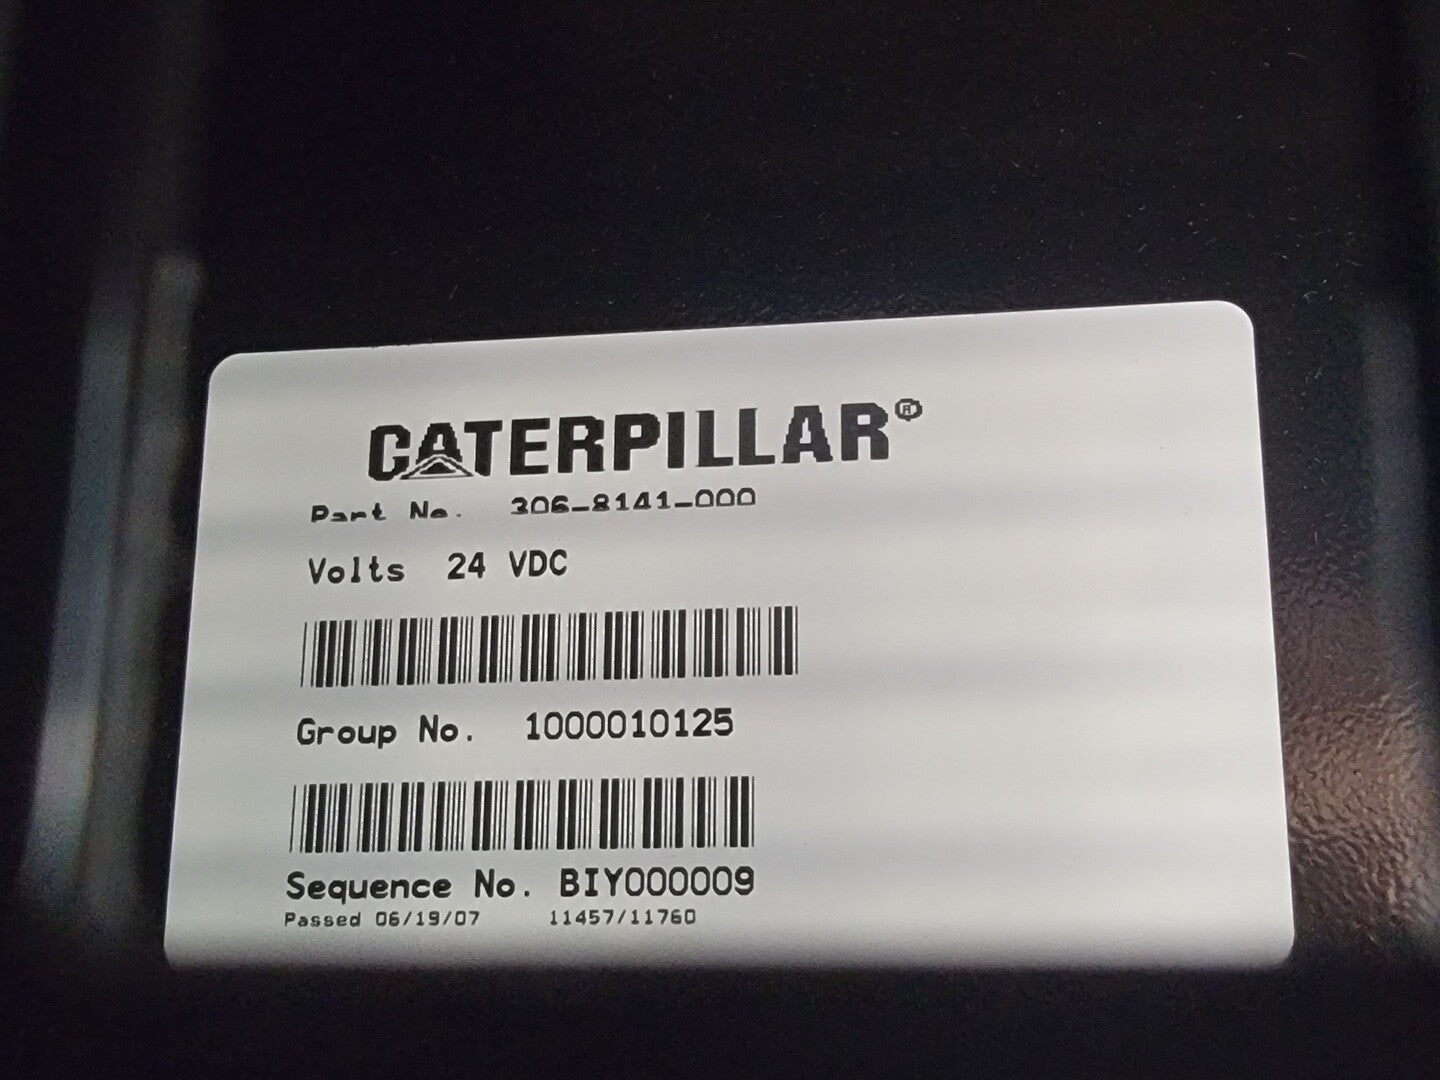 CATERPILLAR®
Part No. 306-8141-000
Volts 24 VDC
Group No. 1000010125
Sequence No. BIY000009
Passed 06/19/07 11457/11760